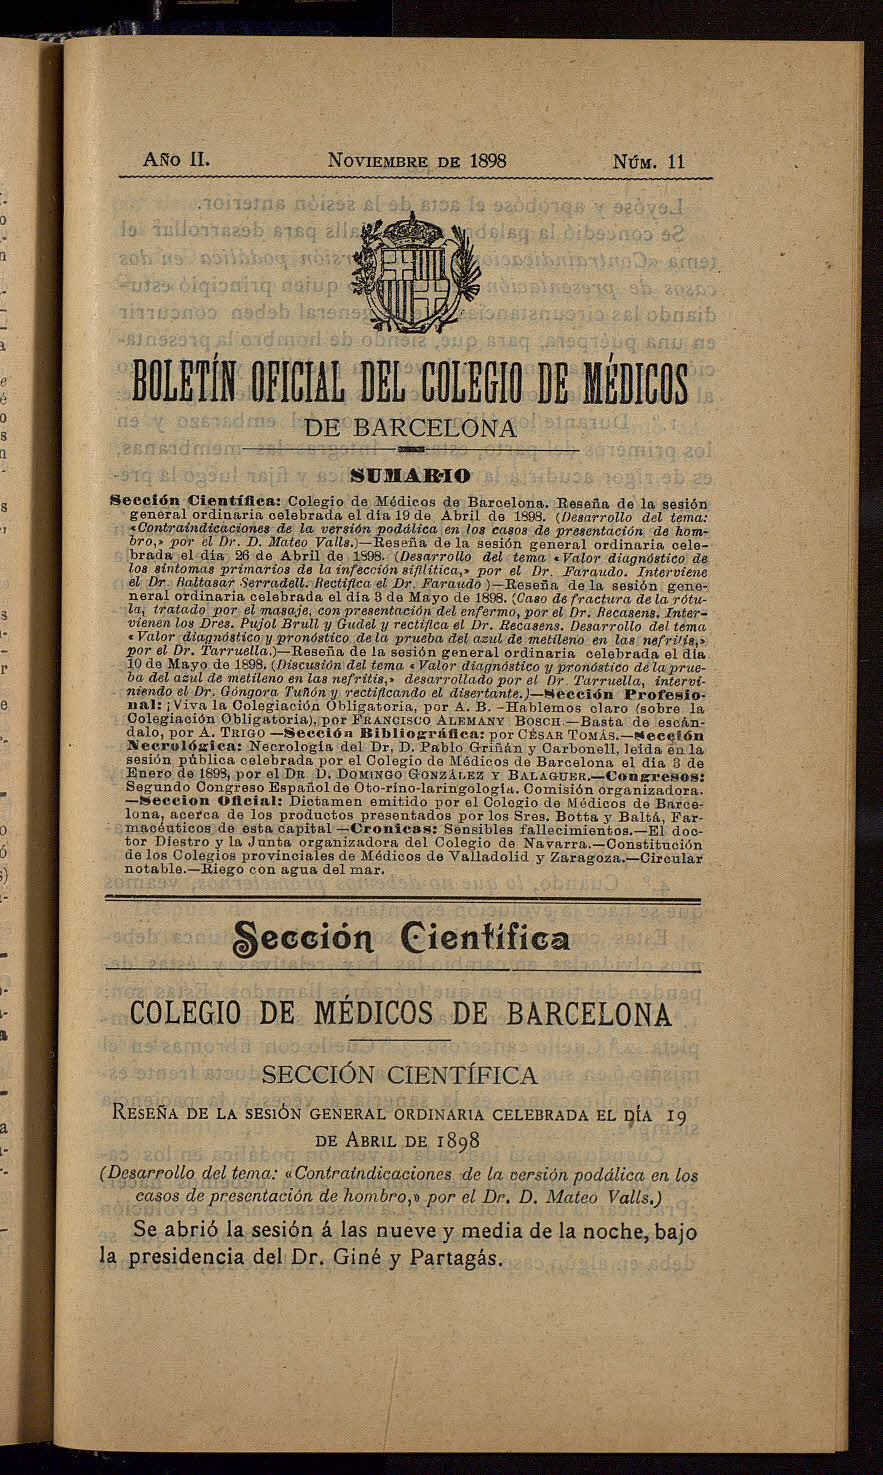 AÑO II.
NOVIEMBRE DE 1898
NÚM. 11
BOLETÍN OFICIAL DEL COLEGIO DE MÉDICOS
DE BARCELONA
SUMARIO
Sección Científica: Colegio de Médicos de Barcelona. Reseña de la sesión
general ordinaria celebrada el día 19 de Abril de 1898. (Desarrollo del tema:
«Contraindicaciones de la versión podálica en los casos de presentación de hom-
bro,» por el Dr. D. Mateo Valls.)—Reseña de la sesión general ordinaria cele-
brada el día 26 de Abril de 1898. (Desarrollo del tema «Valor diagnóstico de
los síntomas primarios de la infección sifilítica,» por el Dr. Faraudo. Interviene
el Dr. Baltasar Serradell. Rectifica el Dr. Faraudo )—Reseña de la sesión gene-
neral ordinaria celebrada el día 3 de Mayo de 1898. (Caso de fractura de la rótu-
la, tratado por el masaje, con presentación del enfermo, por el Dr. Recasens. Inter-
vienen los Dres. Pujol Brull y Gudel y rectifica el Dr. Recasens. Desarrollo del tema
«Valor diagnóstico y pronóstico de la prueba del azul de metileno en las nefritis,»
por el Dr. Tarruella.)—Reseña de la sesión general ordinaria celebrada el día
10 de Mayo de 1898. (Discusión del tema «Valor diagnóstico y pronóstico de la prue-
ba del azul de metileno en las nefritis,» desarrollado por el Dr. Tarruella, intervi-
niendo el Dr. Góngora Tuñón y rectificando el disertante.)—Sección Profesio-
nal: ¡Viva la Colegiación Obligatoria, por A. B. -Hablemos claro (sobre la
Colegiación Obligatoria), por FRANCISCO ALEMANY BOSCH.—Basta de escán-
dalo, por A. TRIGO —Sección Bibliográfica: por CÉSAR TOMÁS.—Sección
Necrológica: Necrología del Dr, D. Pablo Griñán y Carbonell, leída en la
sesión pública celebrada por el Colegio de Médicos de Barcelona el día 3 de
Enero de 1898, por el DR. D. DOMINGO GONZÁLEZ Y BALAGUER.—Congresos:
Segundo Congreso Español de Oto-rino-laringología. Comisión organizadora.
—Seccion Oficial: Dictamen emitido por el Colegio de Médicos de Barce-
lona, acerca de los productos presentados por los Sres. Botta y Baltá, Far-
macéuticos de esta capital —Cronicas: Sensibles fallecimientos.—El doc-
tor Diestro y la Junta organizadora del Colegio de Navarra.—Constitución
de los Colegios provinciales de Médicos de Valladolid y Zaragoza.—Circular
notable.—Riego con agua del mar.
Sección Científica
COLEGIO DE MÉDICOS DE BARCELONA
SECCIÓN CIENTÍFICA
RESEÑA DE LA SESIÓN GENERAL ORDINARIA CELEBRADA EL DÍA 19
DE ABRIL DE 1898
(Desarrollo del tema: «Contraindicaciones de la versión podálica en los
casos de presentación de hombro,» por el Dr. D. Mateo Valls.)
Se abrió la sesión á las nueve y media de la noche, bajo
la presidencia del Dr. Giné y Partagás.